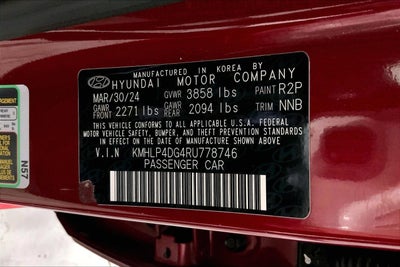 MANUFACTURED IN KOREA BY
HYUNDAI MOTOR COMPANY
MAR/30/24 GVWR 3858 lbs PAINT R2P
GAWR FRONT 2271 lbs GAWR REAR 2094 lbs TRIM NNB
THIS VEHICLE CONFORMS TO ALL APPLICABLE U.S.A. FEDERAL
MOTOR VEHICLE SAFETY, BUMPER, AND THEFT PREVENTION STANDARDS
IN EFFECT ON THE DATE OF MANUFACTURE SHOWN ABOVE
V.I.N KMHLP4DG4RU778746
PASSENGER CAR
N57